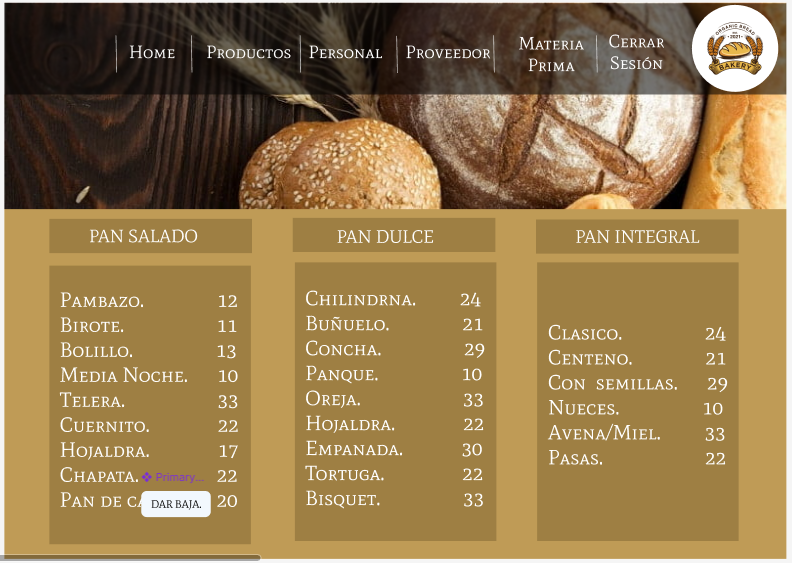 Home
Productos
Personal
Proveedor
Materia
Prima
Cerrar
Sesión
ORGANIC BREAD
2021
BAKERY
PAN SALADO
Pambazo. 12
Birote. 11
Bolillo. 13
Media Noche. 10
Telera. 33
Cuernito. 22
Hojaldra. 17
Chapata. 22
Primary...
Pan de 20
DAR BAJA.
PAN DULCE
Chilindrna. 24
Buñuelo. 21
Concha. 29
Panque. 10
Oreja. 33
Hojaldra. 22
Empanada. 30
Tortuga. 22
Bisquet. 33
PAN INTEGRAL
Clasico. 24
Centeno. 21
Con semillas. 29
Nueces. 10
Avena/Miel. 33
Pasas. 22